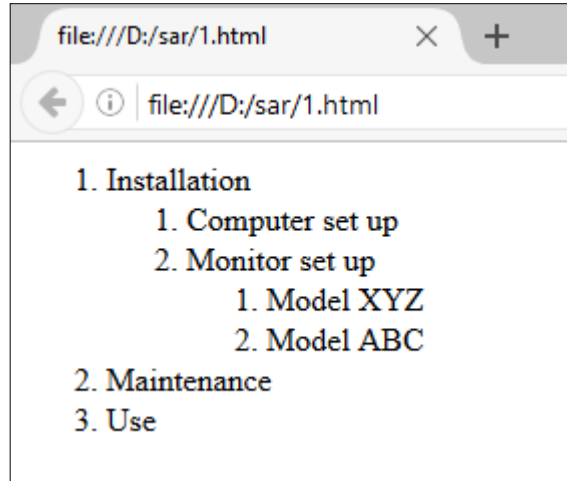 file:///D:/sar/1.html
file:///D:/sar/1.html
1. Installation
1. Computer set up
2. Monitor set up
1. Model XYZ
2. Model ABC
2. Maintenance
3. Use